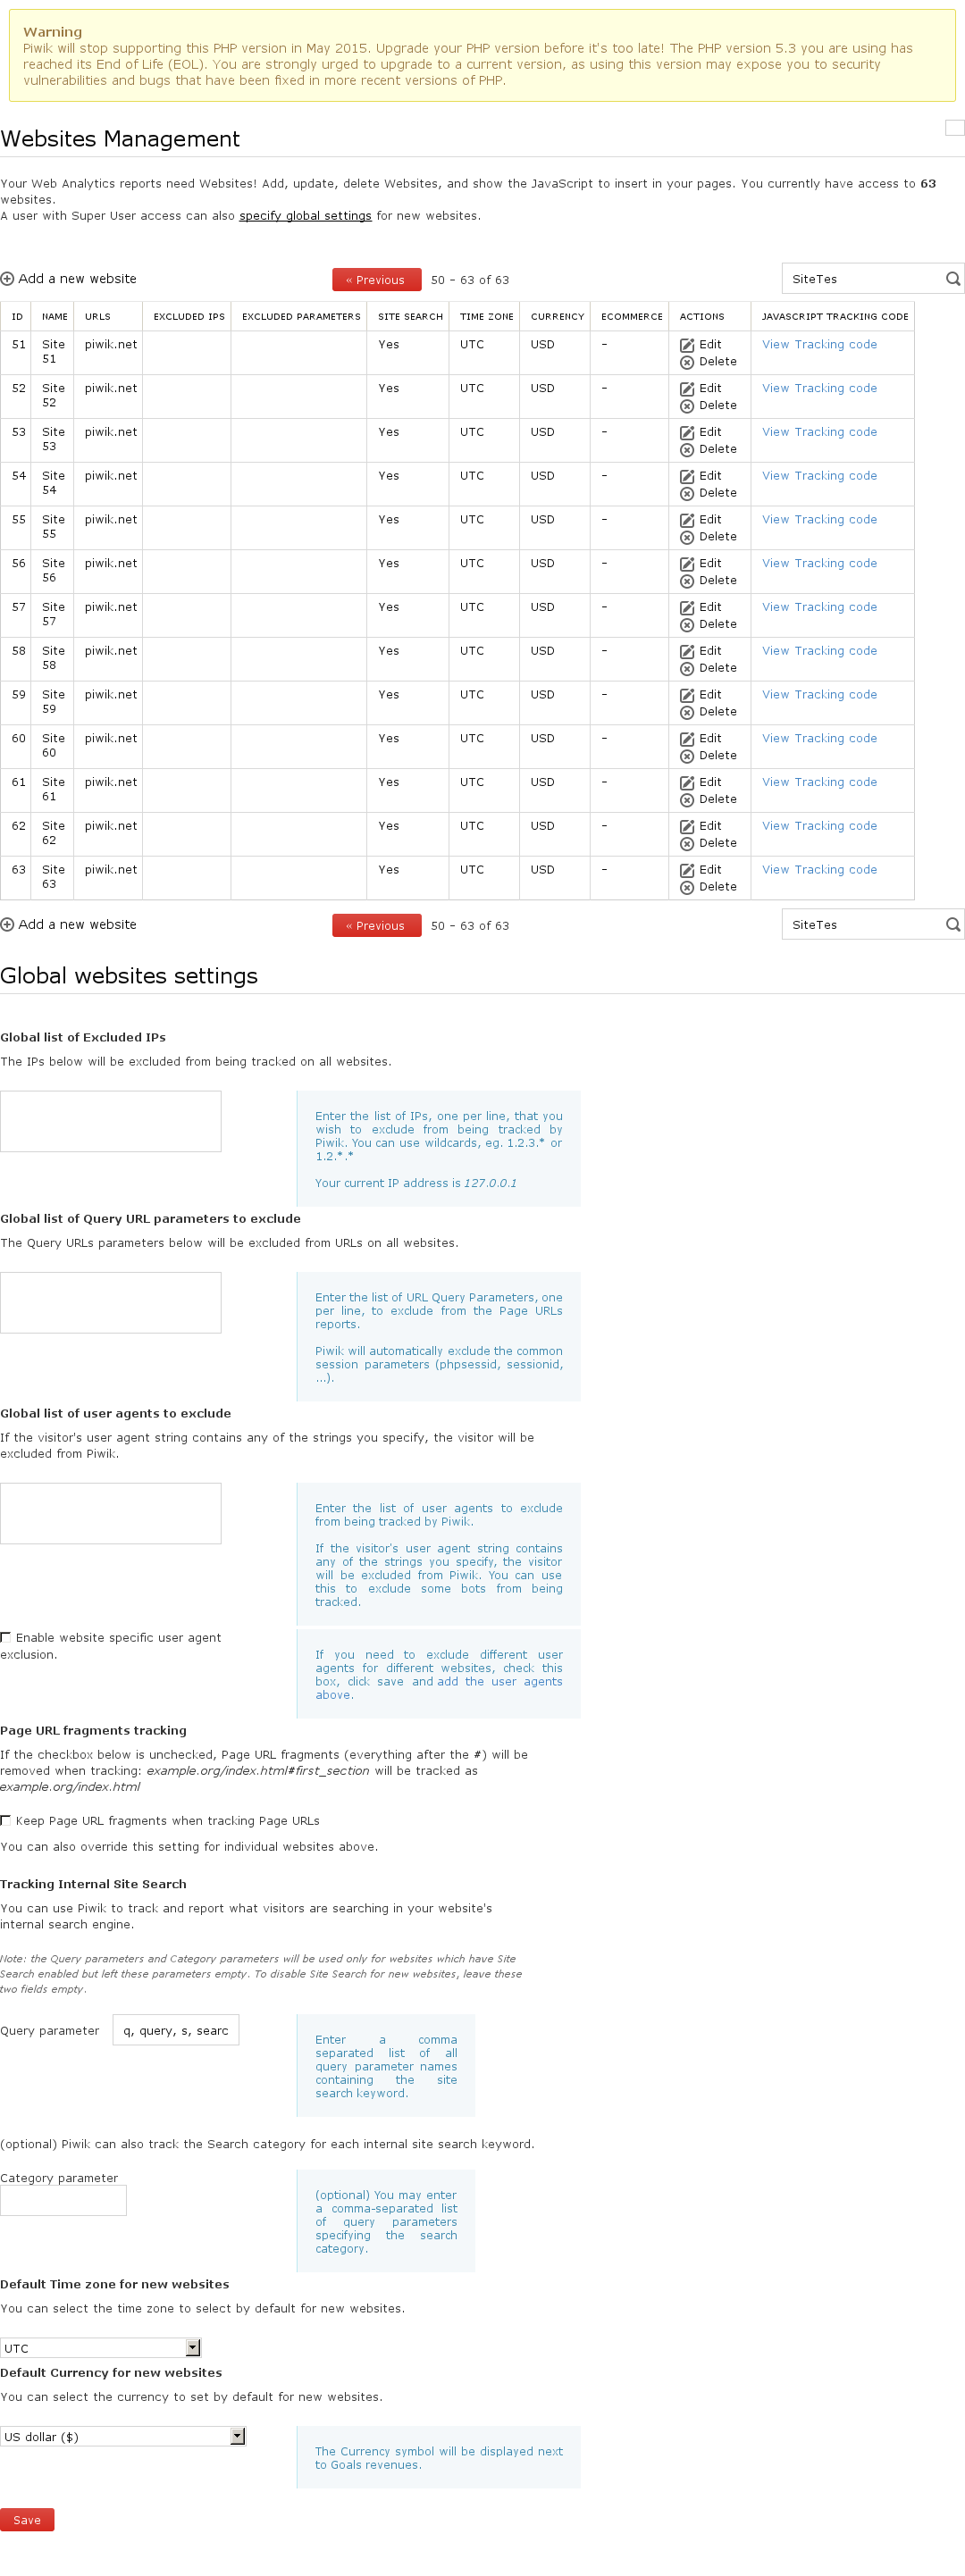 Warning
Piwik will stop supporting this PHP version in May 2015. Upgrade your PHP version before it's too late! The PHP version 5.3 you are using has
reached its End of Life (EOL). You are strongly urged to upgrade to a current version, as using this version may expose you to security
vulnerabilities and bugs that have been fixed in more recent versions of PHP.
Websites Management
Your Web Analytics reports need Websites! Add, update, delete Websites, and show the JavaScript to insert in your pages. You currently have access to 63
websites.
A user with Super User access can also specify global settings for new websites.
Add a new website « Previous 50 – 63 of 63 SiteTes
ID NAME URLS EXCLUDED IPS EXCLUDED PARAMETERS SITE SEARCH TIME ZONE CURRENCY ECOMMERCE ACTIONS JAVASCRIPT TRACKING CODE
51 Site piwik.net Yes UTC USD - Edit View Tracking code
51 Delete
52 Site piwik.net Yes UTC USD - Edit View Tracking code
52 Delete
53 Site piwik.net Yes UTC USD - Edit View Tracking code
53 Delete
54 Site piwik.net Yes UTC USD - Edit View Tracking code
54 Delete
55 Site piwik.net Yes UTC USD - Edit View Tracking code
55 Delete
56 Site piwik.net Yes UTC USD - Edit View Tracking code
56 Delete
57 Site piwik.net Yes UTC USD - Edit View Tracking code
57 Delete
58 Site piwik.net Yes UTC USD - Edit View Tracking code
58 Delete
59 Site piwik.net Yes UTC USD - Edit View Tracking code
59 Delete
60 Site piwik.net Yes UTC USD - Edit View Tracking code
60 Delete
61 Site piwik.net Yes UTC USD - Edit View Tracking code
61 Delete
62 Site piwik.net Yes UTC USD - Edit View Tracking code
62 Delete
63 Site piwik.net Yes UTC USD - Edit View Tracking code
63 Delete
Add a new website « Previous 50 – 63 of 63 SiteTes
Global websites settings
Global list of Excluded IPs
The IPs below will be excluded from being tracked on all websites.
Enter the list of IPs, one per line, that you
wish to exclude from being tracked by
Piwik. You can use wildcards, eg. 1.2.3.* or
1.2.*.*
Your current IP address is 127.0.0.1
Global list of Query URL parameters to exclude
The Query URLs parameters below will be excluded from URLs on all websites.
Enter the list of URL Query Parameters, one
per line, to exclude from the Page URLs
reports.
Piwik will automatically exclude the common
session parameters (phpsessid, sessionid,
...).
Global list of user agents to exclude
If the visitor's user agent string contains any of the strings you specify, the visitor will be
excluded from Piwik.
Enter the list of user agents to exclude
from being tracked by Piwik.
If the visitor's user agent string contains
any of the strings you specify, the visitor
will be excluded from Piwik. You can use
this to exclude some bots from being
tracked.
Enable website specific user agent
exclusion.
If you need to exclude different user
agents for different websites, check this
box, click save and add the user agents
above.
Page URL fragments tracking
If the checkbox below is unchecked, Page URL fragments (everything after the #) will be
removed when tracking: example.org/index.html#first_section will be tracked as
example.org/index.html
Keep Page URL fragments when tracking Page URLs
You can also override this setting for individual websites above.
Tracking Internal Site Search
You can use Piwik to track and report what visitors are searching in your website's
internal search engine.
Note: the Query parameters and Category parameters will be used only for websites which have Site
Search enabled but left these parameters empty. To disable Site Search for new websites, leave these
two fields empty.
Query parameter q, query, s, searc
Enter a comma
separated list of all
query parameter names
containing the site
search keyword.
(optional) Piwik can also track the Search category for each internal site search keyword.
Category parameter
(optional) You may enter
a comma-separated list
of query parameters
specifying the search
category.
Default Time zone for new websites
You can select the time zone to select by default for new websites.
UTC
Default Currency for new websites
You can select the currency to set by default for new websites.
US dollar ($)
The Currency symbol will be displayed next
to Goals revenues.
Save